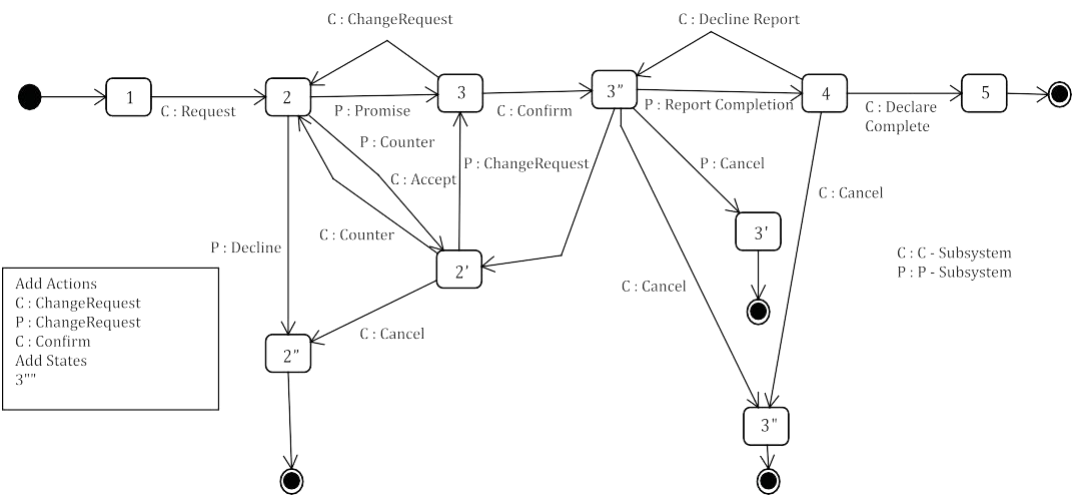 C : ChangeRequest
C : Decline Report
1
C : Request
2
P : Promise
3
C : Confirm
3”
P : Report Completion
4
C : Declare
Complete
5
P : Counter
C : Accept
P : ChangeRequest
P : Cancel
C : Cancel
P : Decline
C : Counter
2'
3'
C : C - Subsystem
P : P - Subsystem
Add Actions
C : ChangeRequest
P : ChangeRequest
C : Confirm
Add States
3""
C : Cancel
C : Cancel
2”
3"